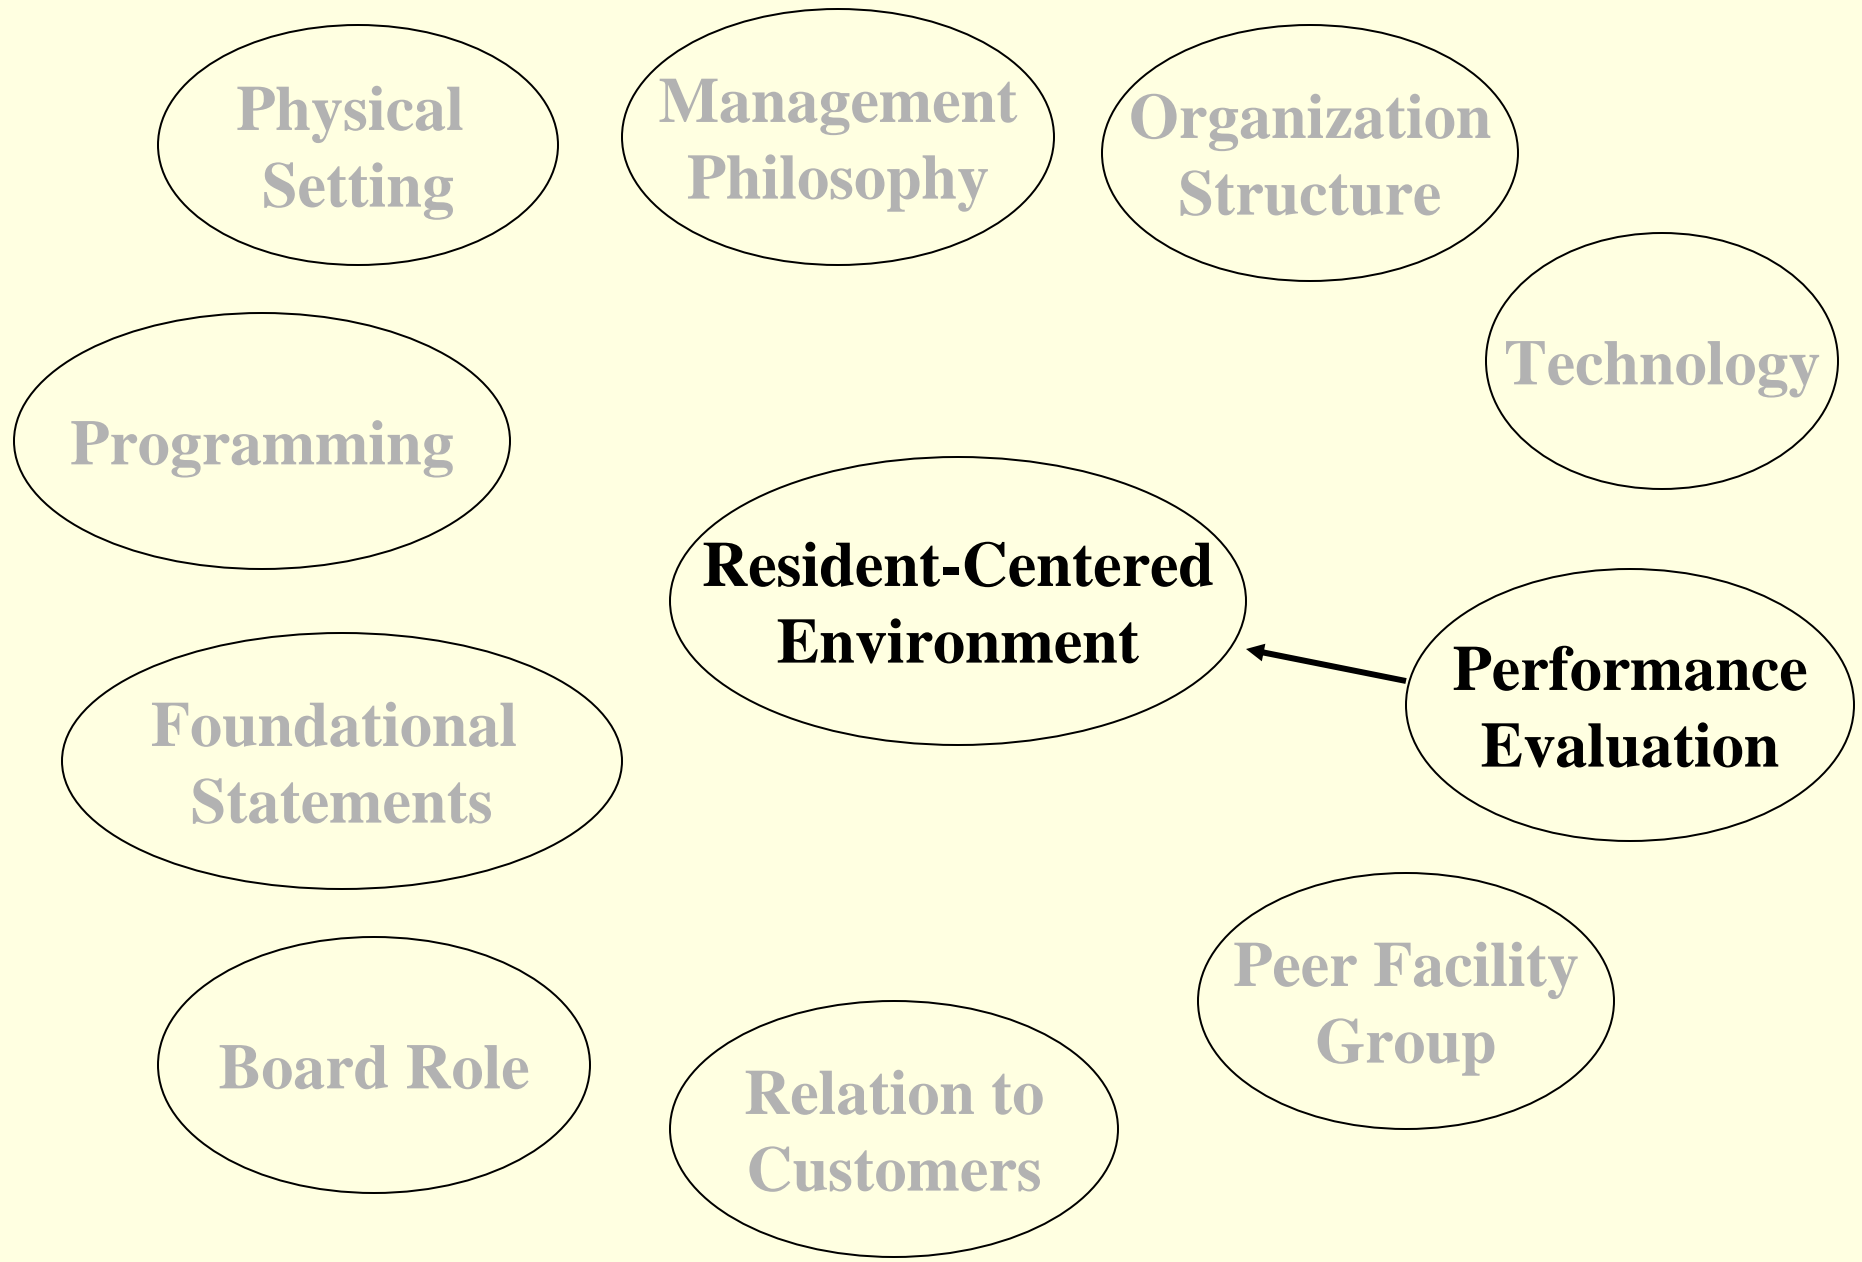 Physical
Setting
Management
Philosophy
Organization
Structure
Technology
Programming
Resident-Centered
Environment
Performance
Evaluation
Foundational
Statements
Peer Facility
Group
Board Role
Relation to
Customers